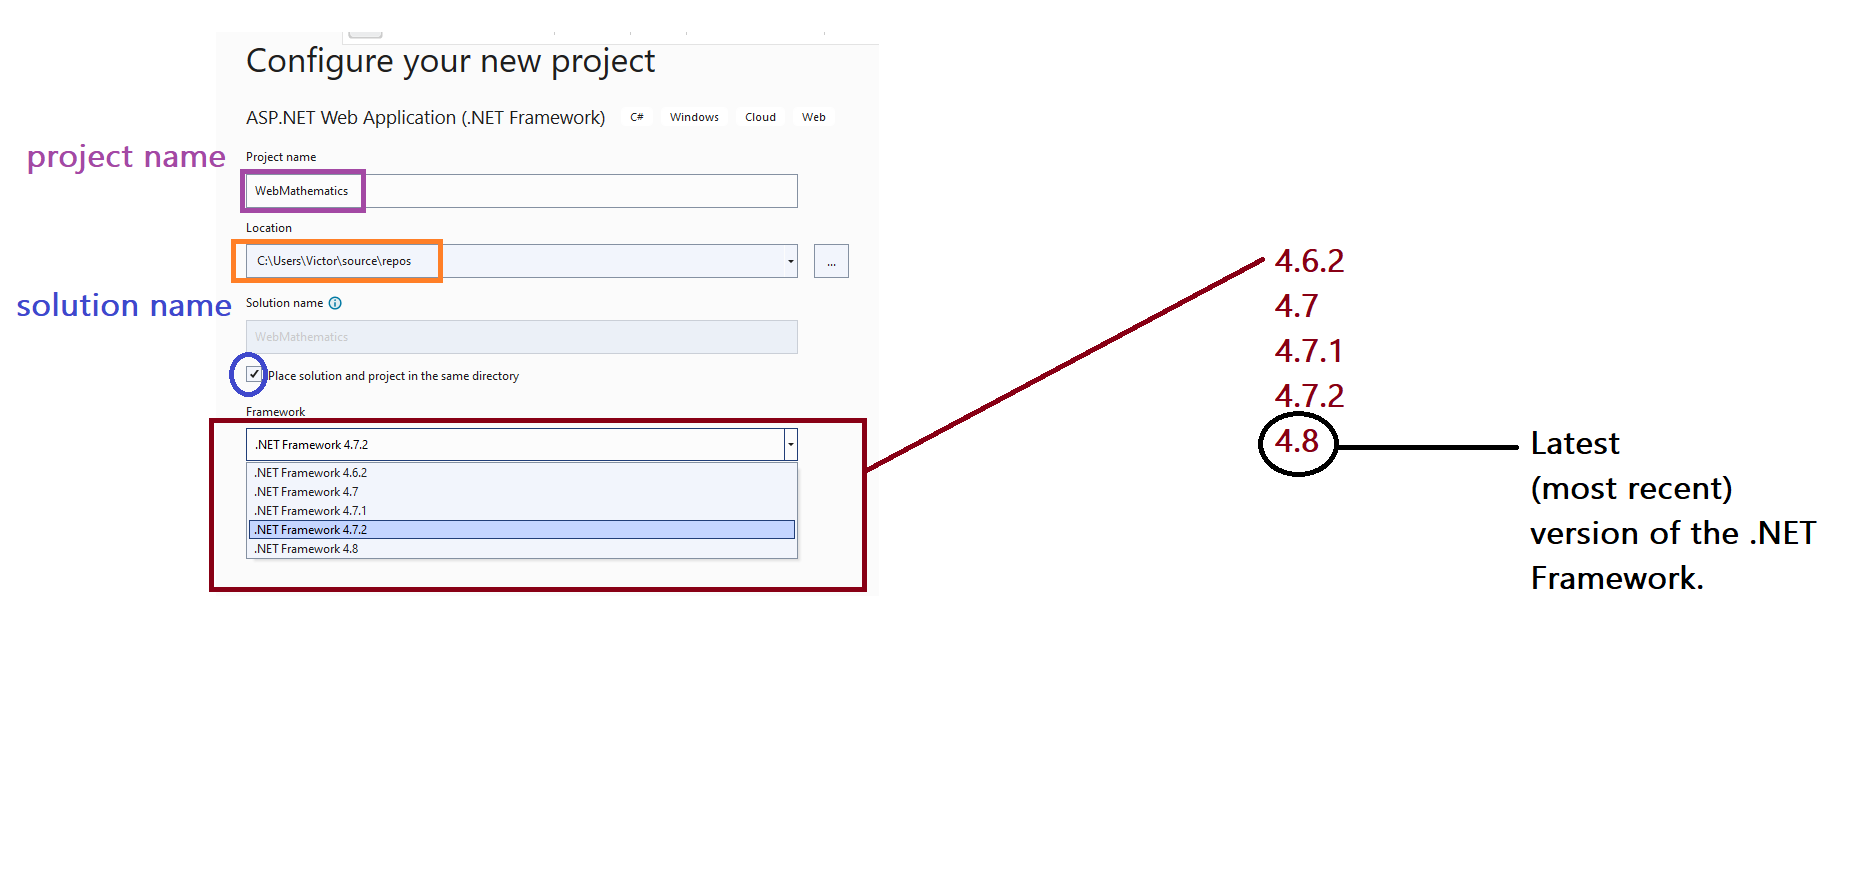 Configure your new project
ASP.NET Web Application (.NET Framework) C# Windows Cloud Web
project name
Project name
WebMathematics
Location
C:\Users\Victor\source\repos
...
solution name
Solution name
WebMathematics
Place solution and project in the same directory
Framework
.NET Framework 4.7.2
.NET Framework 4.6.2
.NET Framework 4.7
.NET Framework 4.7.1
.NET Framework 4.7.2
.NET Framework 4.8
4.6.2
4.7
4.7.1
4.7.2
4.8
Latest
(most recent)
version of the .NET
Framework.